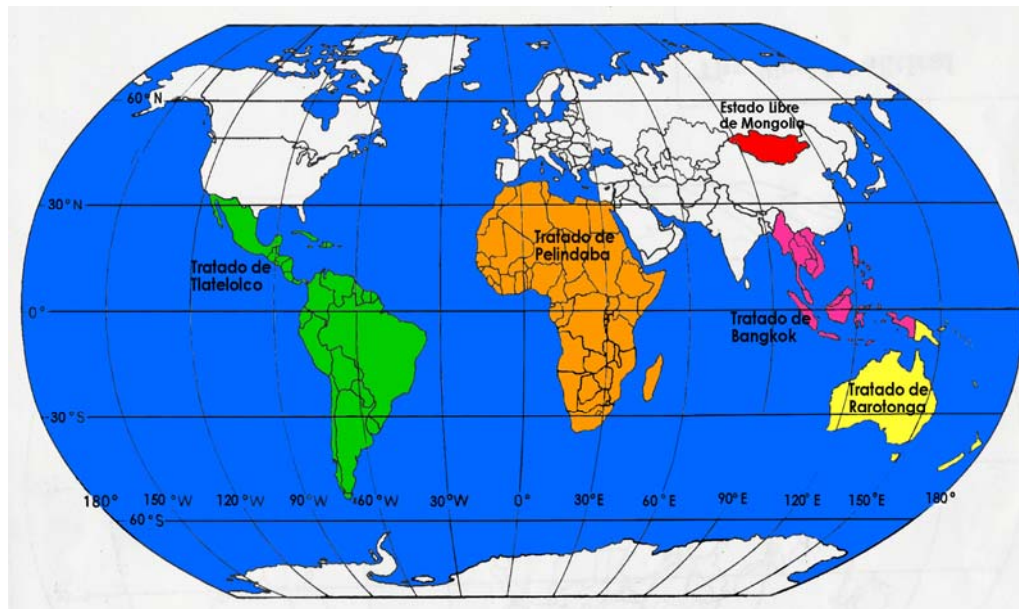 60°N
Estado Libre
de Mongolia
30°N
Tratado de
Pelindaba
Tratado de
Tlatelolco
0°
Tratado de
Bangkok
Tratado de
Rarotonga
30°S
180° 150°W 120°W 90°W 60°W 30°W 0° 30°E 60°E 90°E 120°E 150°E 180°
60°S